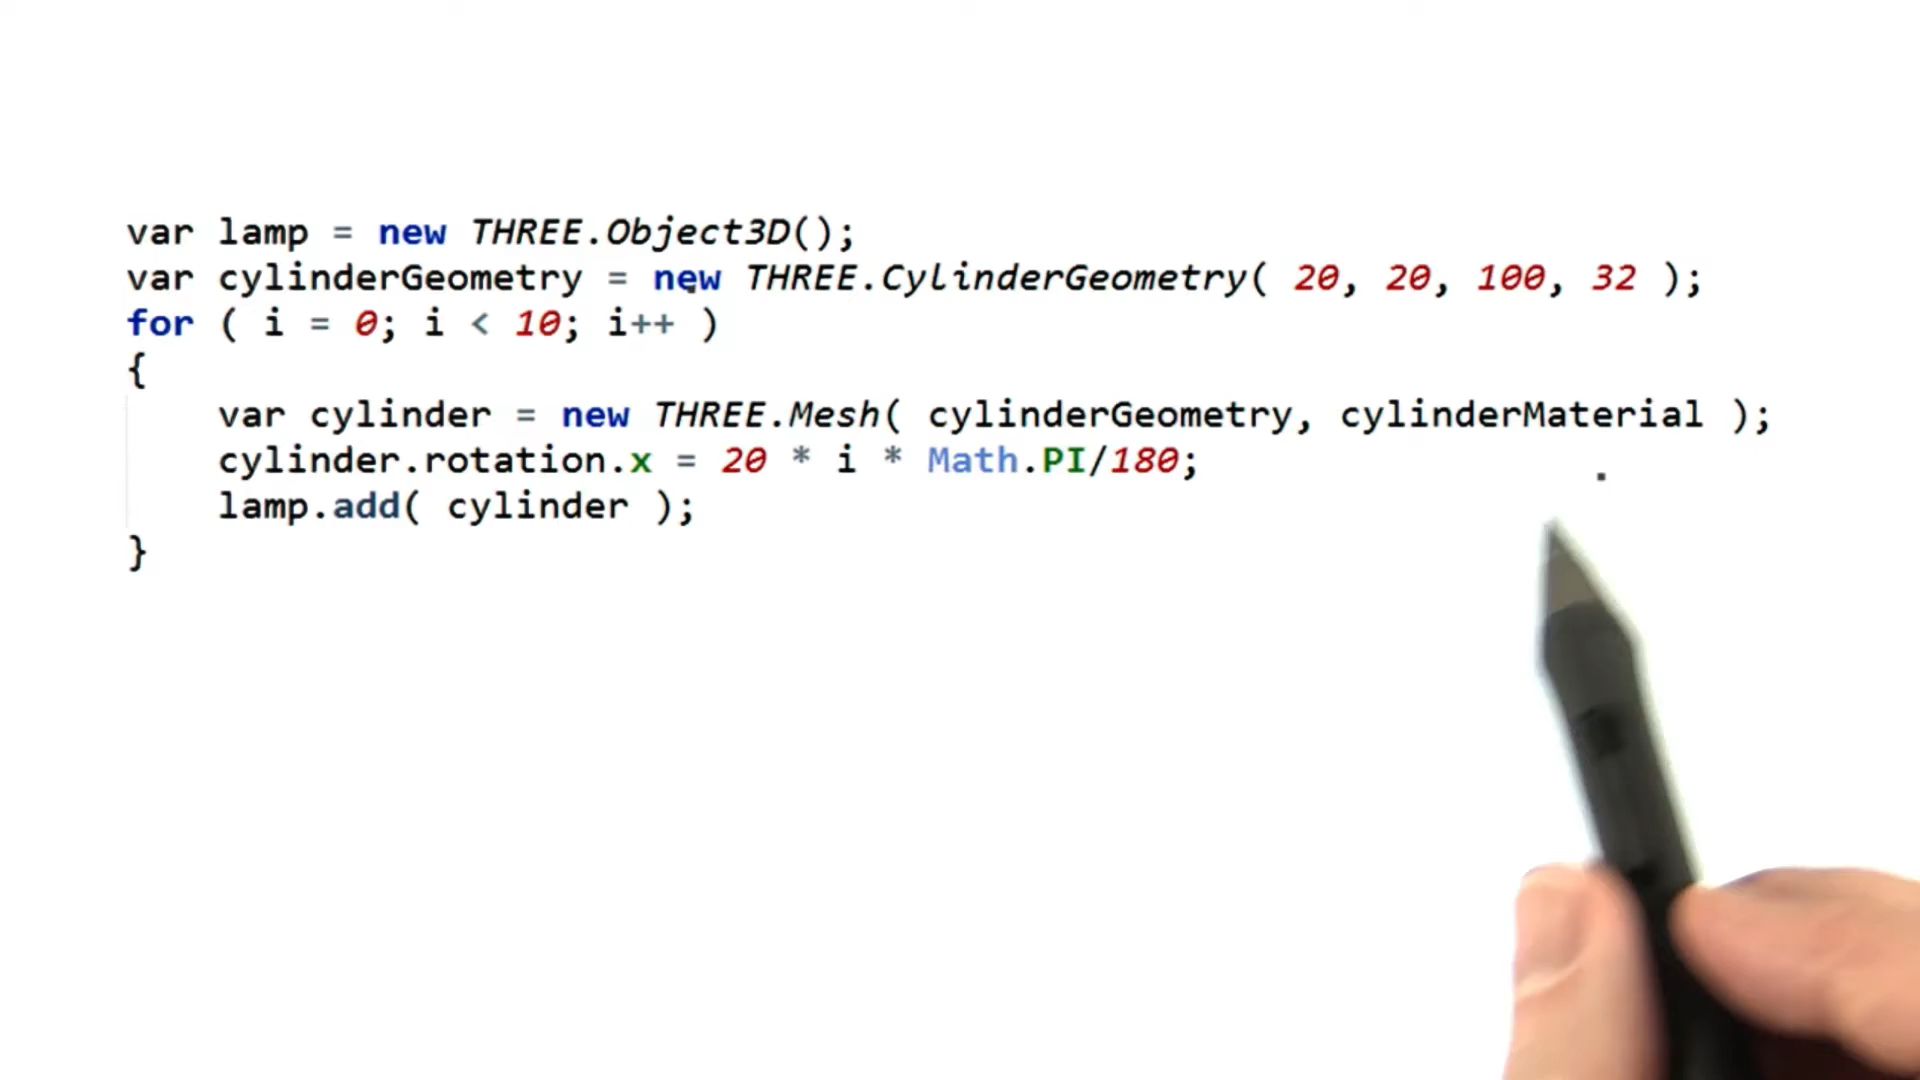 var lamp = new THREE.Object3D();
var cylinderGeometry = new THREE.CylinderGeometry( 20, 20, 100, 32 );
for ( i = 0; i < 10; i++ )
{
    var cylinder = new THREE.Mesh( cylinderGeometry, cylinderMaterial );
    cylinder.rotation.x = 20 * i * Math.PI/180;
    lamp.add( cylinder );
}